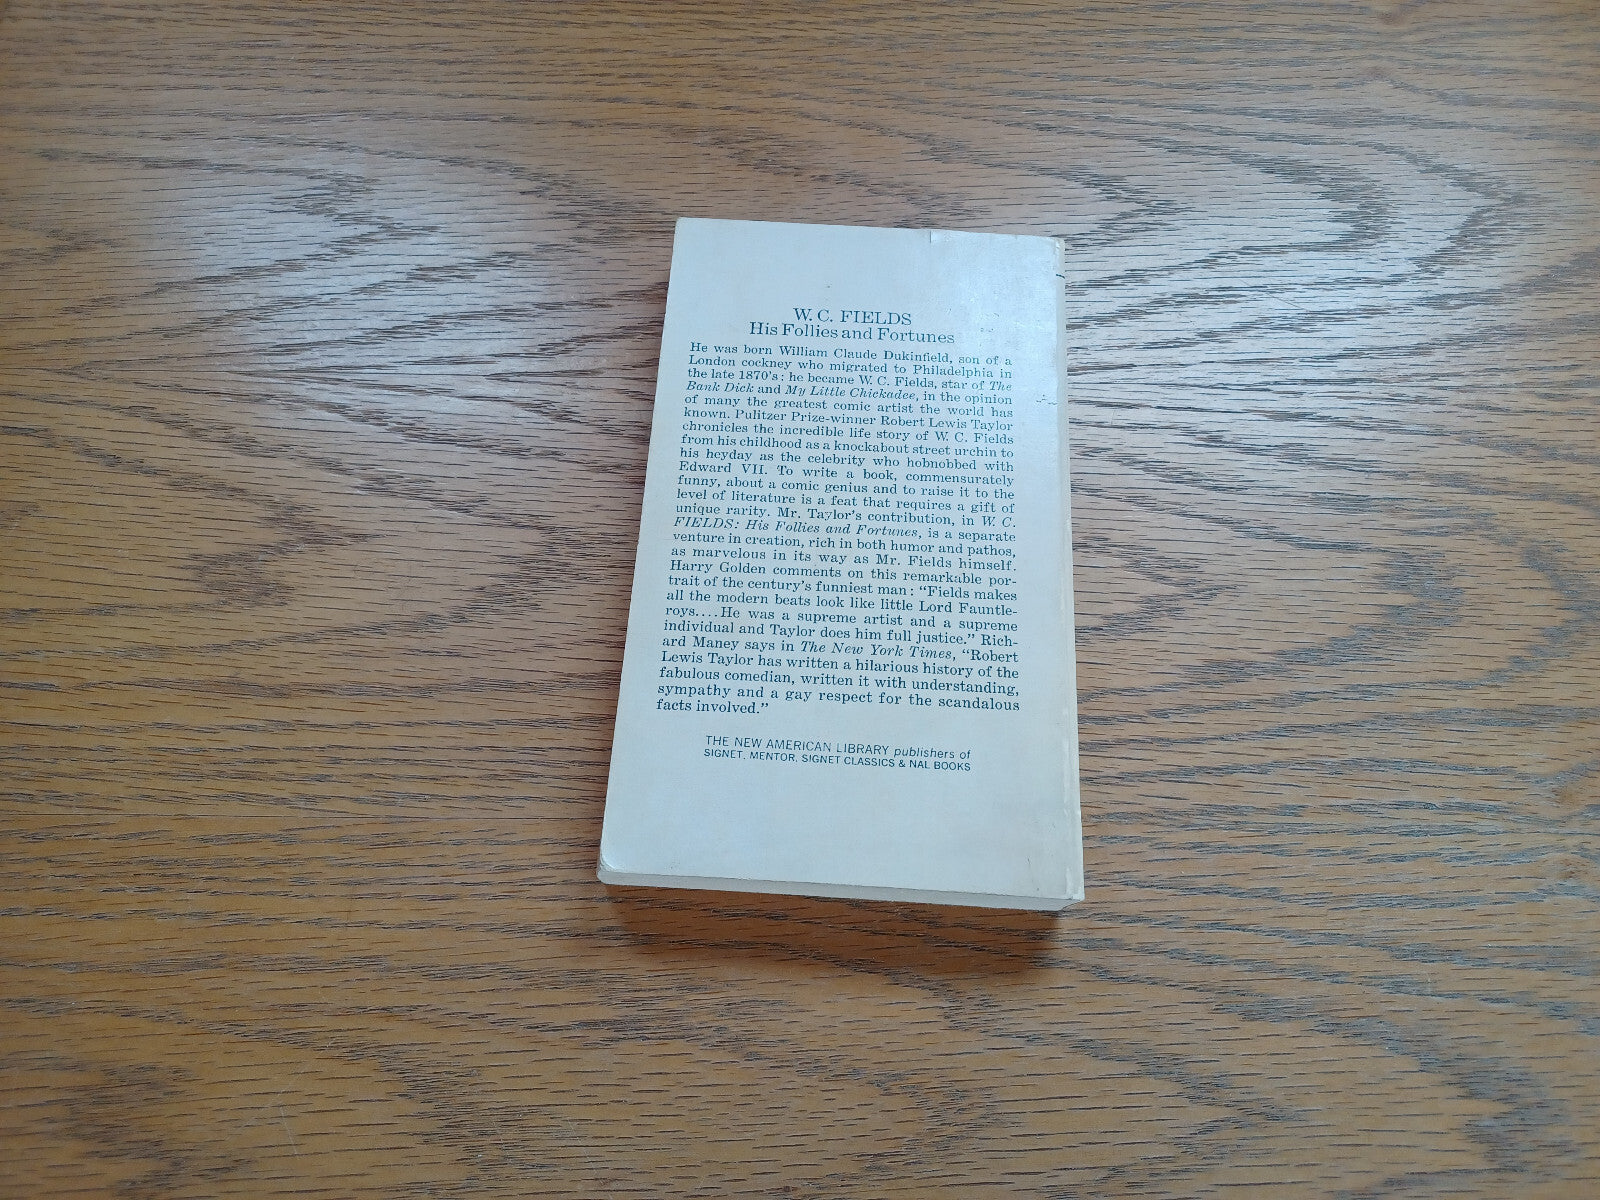 W. C. FIELDS
His Follies and Fortunes
He was born William Claude Dukinfield, son of a
London cockney who migrated to Philadelphia in
the late 1870's: he became W. C. Fields, star of The
Bank Dick and My Little Chickadee, in the opinion
of many the greatest comic artist the world has
known. Pulitzer Prize-winner Robert Lewis Taylor
chronicles the incredible life story of W. C. Fields
from his childhood as a knockabout street urchin to
his heyday as the celebrity who hobnobbed with
Edward VII. To write a book, commensurately
funny, about a comic genius and to raise it to the
level of literature is a feat that requires a gift of
unique rarity. Mr. Taylor's contribution, in W. C.
FIELDS: His Follies and Fortunes, is a separate
venture in creation, rich in both humor and pathos,
as marvelous in its way as Mr. Fields himself.
Harry Golden comments on this remarkable por-
trait of the century's funniest man: "Fields makes
all the modern beats look like little Lord Fauntle-
roys....He was a supreme artist and a supreme
individual and Taylor does him full justice." Rich-
ard Maney says in The New York Times, "Robert
Lewis Taylor has written a hilarious history of the
fabulous comedian, written it with understanding,
sympathy and a gay respect for the scandalous
facts involved."
THE NEW AMERICAN LIBRARY publishers of
SIGNET, MENTOR, SIGNET CLASSICS & NAL BOOKS